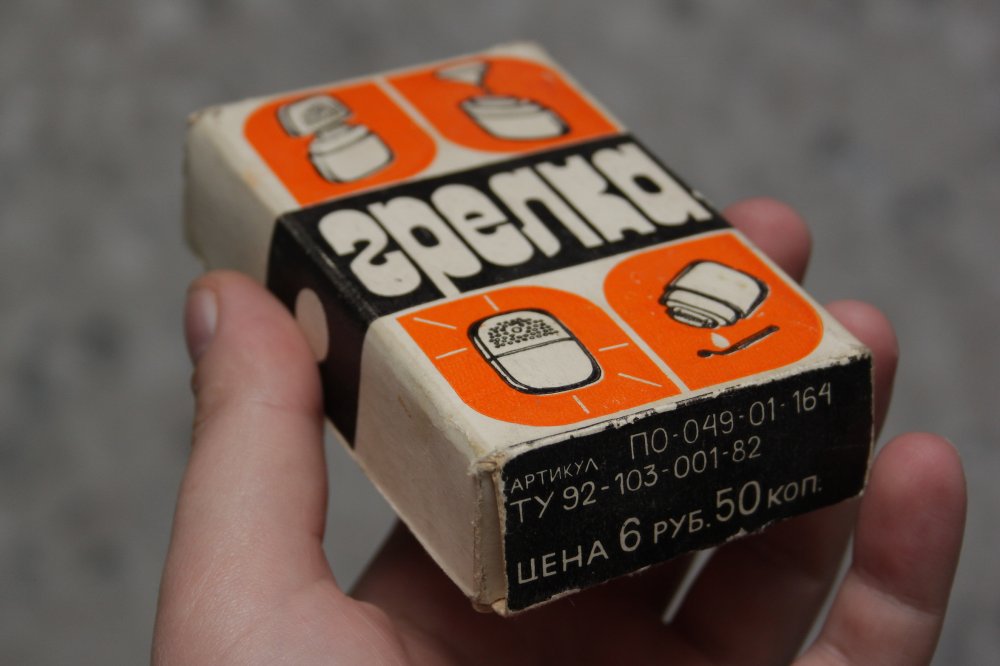 грелка
АРТИКУЛ ПО-049-01-164
ТУ 92-103-001-82
ЦЕНА 6 РУБ. 50 КОП.